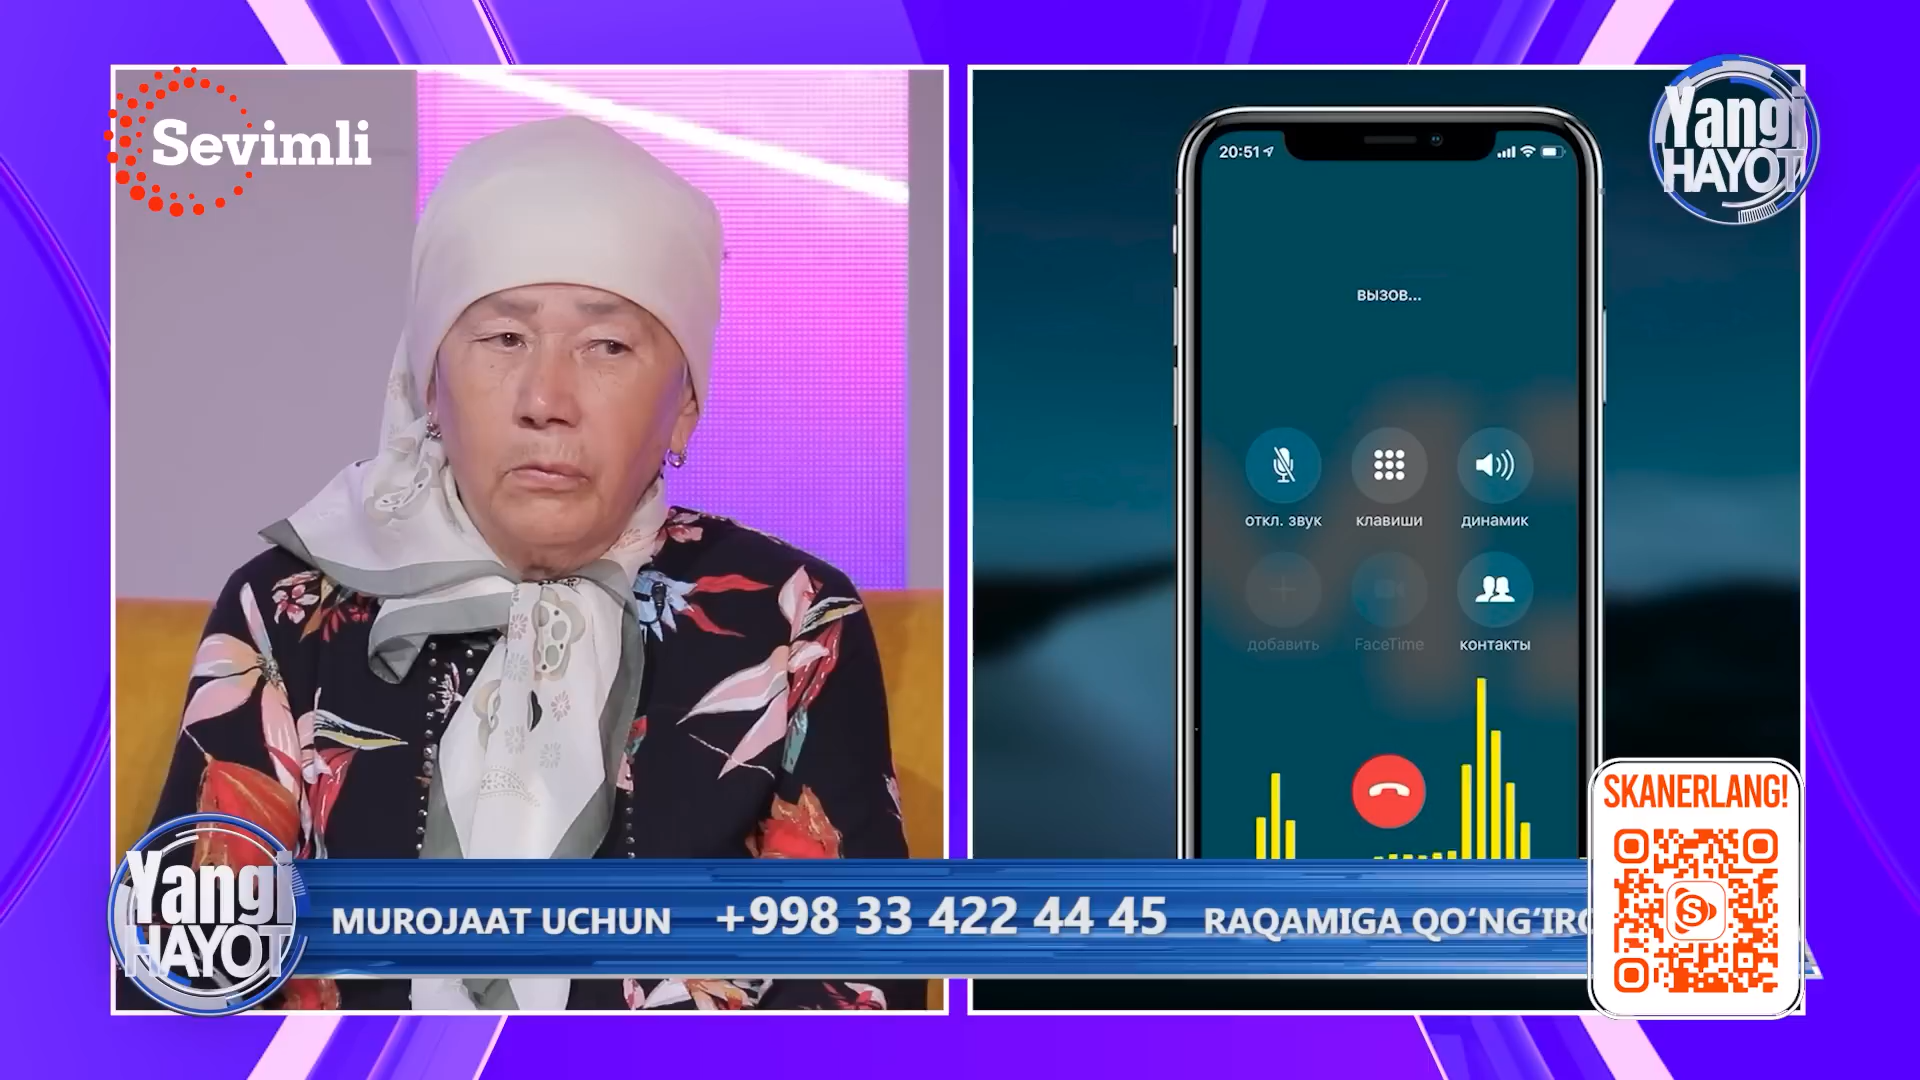 Sevimli
Yangi
HAYOT
20:51
вызов...
откл. звук
клавиши
динамик
добавить
FaceTime
контакты
SKANERLANG!
Yangi
HAYOT
MUROJAAT UCHUN +998 33 422 44 45 RAQAMIGA QO‘NG‘IRO